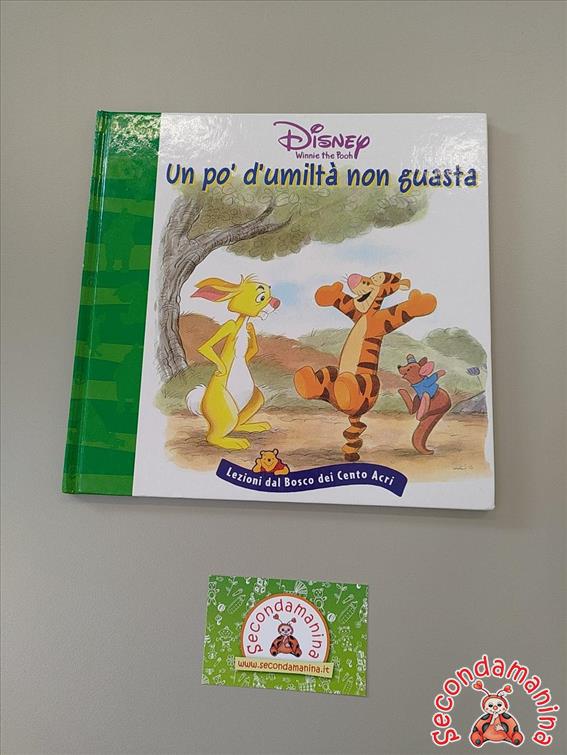 Disney
Winnie the Pooh
Un po' d'umiltà non guasta
Lezioni dal Bosco dei Cento Acri
Secondamanina
www.secondamanina.it
Secondamanina